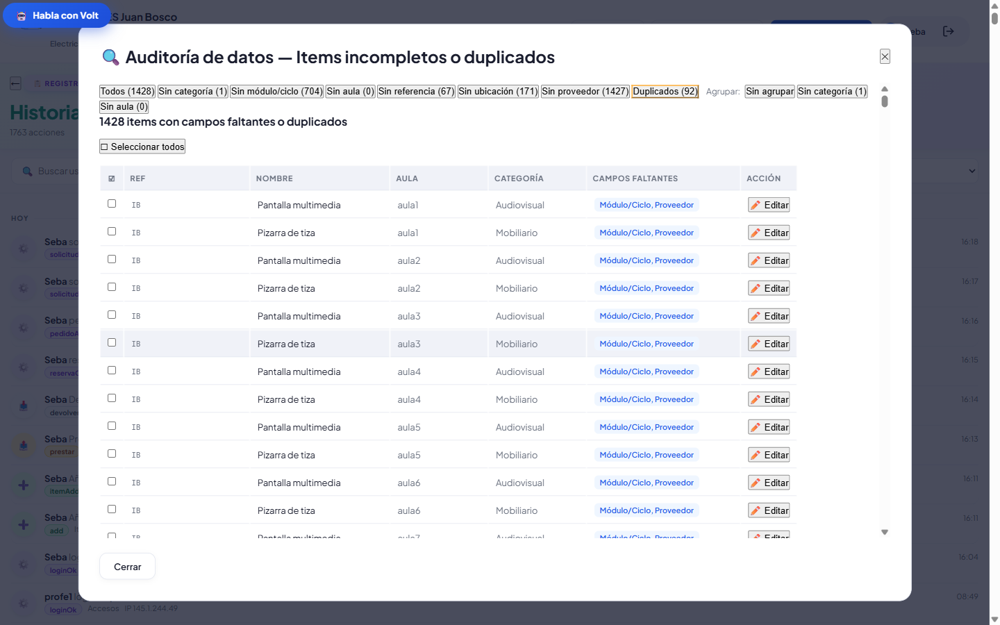 Habla con Volt
ES Juan Bosco
Electric
eba
Auditoría de datos — Items incompletos o duplicados
REGISTR
Historia
1763 acciones
Buscar us
Todos (1428) Sin categoría (1) Sin módulo/ciclo (704) Sin aula (0) Sin referencia (67) Sin ubicación (171) Sin proveedor (1427) Duplicados (92) Agrupar: Sin agrupar Sin categoría (1)
Sin aula (0)
1428 items con campos faltantes o duplicados
Seleccionar todos
REF NOMBRE AULA CATEGORÍA CAMPOS FALTANTES ACCIÓN
IB Pantalla multimedia aula1 Audiovisual Módulo/Ciclo, Proveedor Editar
IB Pizarra de tiza aula1 Mobiliario Módulo/Ciclo, Proveedor Editar
IB Pantalla multimedia aula2 Audiovisual Módulo/Ciclo, Proveedor Editar
IB Pizarra de tiza aula2 Mobiliario Módulo/Ciclo, Proveedor Editar
IB Pantalla multimedia aula3 Audiovisual Módulo/Ciclo, Proveedor Editar
IB Pizarra de tiza aula3 Mobiliario Módulo/Ciclo, Proveedor Editar
IB Pantalla multimedia aula4 Audiovisual Módulo/Ciclo, Proveedor Editar
IB Pizarra de tiza aula4 Mobiliario Módulo/Ciclo, Proveedor Editar
IB Pantalla multimedia aula5 Audiovisual Módulo/Ciclo, Proveedor Editar
IB Pizarra de tiza aula5 Mobiliario Módulo/Ciclo, Proveedor Editar
IB Pantalla multimedia aula6 Audiovisual Módulo/Ciclo, Proveedor Editar
IB Pizarra de tiza aula6 Mobiliario Módulo/Ciclo, Proveedor Editar
IB Pantalla multimedia aula7 Audiovisual Módulo/Ciclo, Proveedor Editar
Cerrar
HOY
Seba so 16:18
solicitud
Seba so 16:17
solicitud
Seba pe 16:16
pedidoA
Seba re 16:15
reservaC
Seba De 16:14
devolve
Seba Pr 16:13
prestar
Seba Añ 16:11
itemAdd
Seba Añ 16:11
add
Seba log 16:04
loginOk
profe1 lo 08:49
loginOk Accesos IP 145.1.244.49